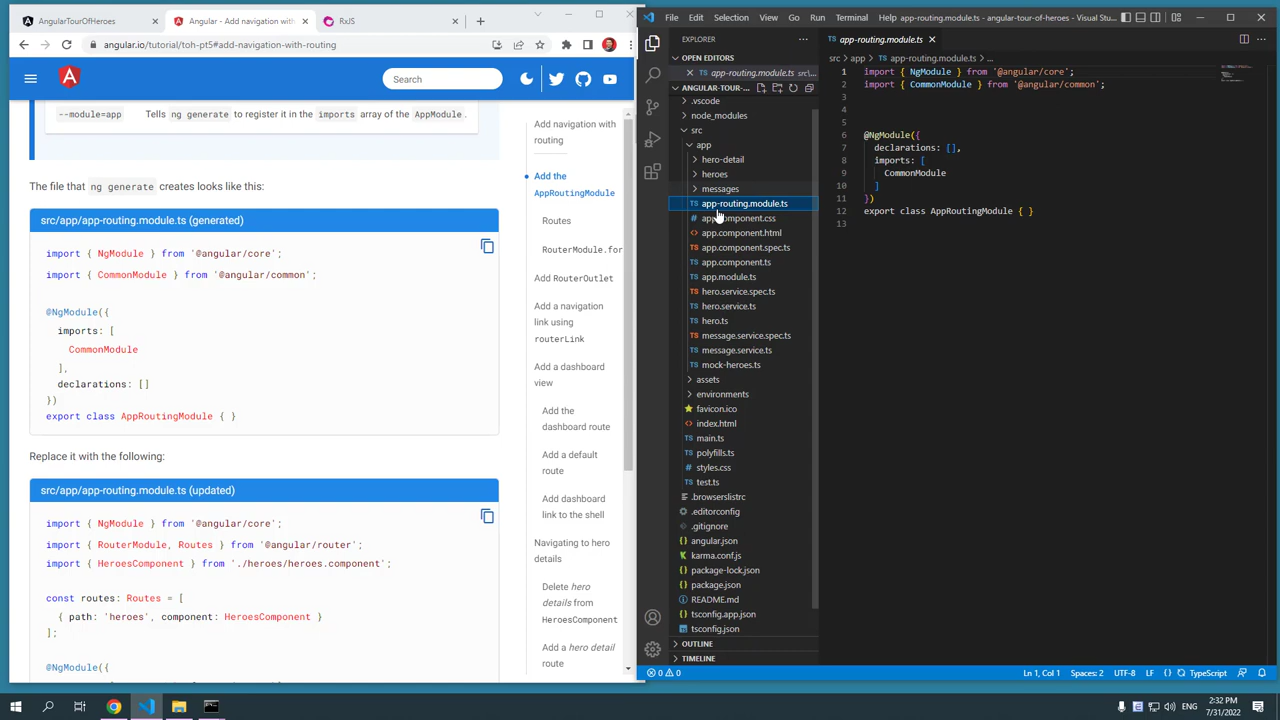 AngularTourOfHeroes
Angular - Add navigation with
RxJS
angular.io/tutorial/toh-pt5#add-navigation-with-routing
Search
--module=app Tells ng generate to register it in the imports array of the AppModule.
The file that ng generate creates looks like this:
src/app/app-routing.module.ts (generated)
import { NgModule } from '@angular/core';
import { CommonModule } from '@angular/common';
@NgModule({
imports: [
CommonModule
],
declarations: []
})
export class AppRoutingModule { }
Replace it with the following:
src/app/app-routing.module.ts (updated)
import { NgModule } from '@angular/core';
import { RouterModule, Routes } from '@angular/router';
import { HeroesComponent } from './heroes/heroes.component';
const routes: Routes = [
{ path: 'heroes', component: HeroesComponent }
];
@NgModule({
Add navigation with
routing
Add the
AppRoutingModule
Routes
RouterModule.for
Add RouterOutlet
Add a navigation
link using
routerLink
Add a dashboard
view
Add the
dashboard route
Add a default
route
Add dashboard
link to the shell
Navigating to hero
details
Delete hero
details from
HeroesComponent
Add a hero detail
route
File Edit Selection View Go Run Terminal Help app-routing.module.ts - angular-tour-of-heroes - Visual Stu...
EXPLORER
OPEN EDITORS
app-routing.module.ts src\...
ANGULAR-TOUR-...
.vscode
node_modules
src
app
hero-detail
heroes
messages
app-routing.module.ts
app.component.css
app.component.html
app.component.spec.ts
app.component.ts
app.module.ts
hero.service.spec.ts
hero.service.ts
hero.ts
message.service.spec.ts
message.service.ts
mock-heroes.ts
assets
environments
favicon.ico
index.html
main.ts
polyfills.ts
styles.css
test.ts
.browserslistrc
.editorconfig
.gitignore
angular.json
karma.conf.js
package-lock.json
package.json
README.md
tsconfig.app.json
tsconfig.json
OUTLINE
TIMELINE
app-routing.module.ts
src > app > app-routing.module.ts > ...
1 import { NgModule } from '@angular/core';
2 import { CommonModule } from '@angular/common';
3
4
5
6 @NgModule({
7 declarations: [],
8 imports: [
9 CommonModule
10 ]
11 })
12 export class AppRoutingModule { }
13
0 0
Ln 1, Col 1 Spaces: 2 UTF-8 LF {} TypeScript
ENG
2:32 PM
7/31/2022